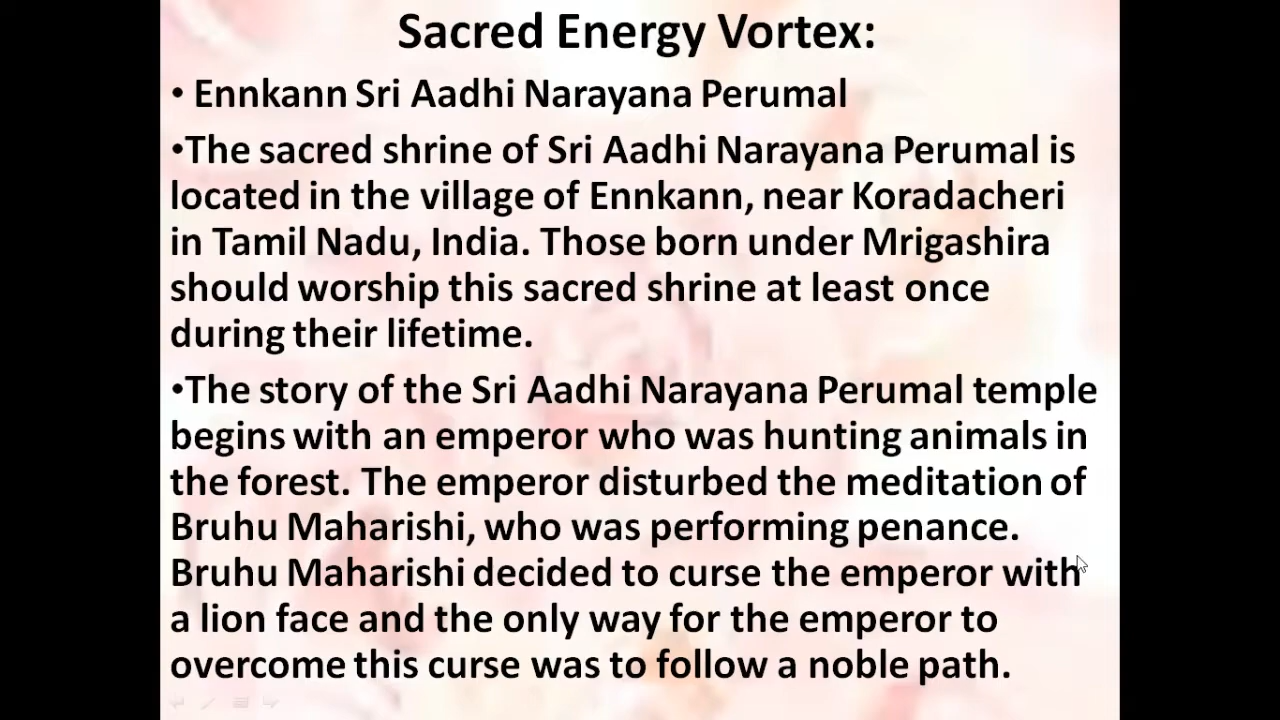 Sacred Energy Vortex:
• Ennkann Sri Aadhi Narayana Perumal
•The sacred shrine of Sri Aadhi Narayana Perumal is
located in the village of Ennkann, near Koradacheri
in Tamil Nadu, India. Those born under Mrigashira
should worship this sacred shrine at least once
during their lifetime.
•The story of the Sri Aadhi Narayana Perumal temple
begins with an emperor who was hunting animals in
the forest. The emperor disturbed the meditation of
Bruhu Maharishi, who was performing penance.
Bruhu Maharishi decided to curse the emperor with
a lion face and the only way for the emperor to
overcome this curse was to follow a noble path.